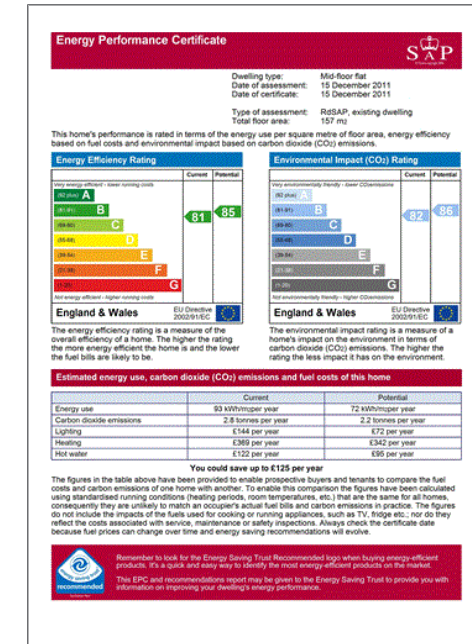 Energy Performance Certificate
SAP
Dwelling type: Mid-floor flat
Date of assessment: 15 December 2011
Date of certificate: 15 December 2011
Type of assessment: RdSAP, existing dwelling
Total floor area: 157 m2
This home's performance is rated in terms of the energy use per square metre of floor area, energy efficiency
based on fuel costs and environmental impact based on carbon dioxide (CO2) emissions.
Energy Efficiency Rating
Current Potential
Very energy efficient - lower running costs
(92 plus) A
(81-91) B
(69-80) C
(55-68) D
(39-54) E
(21-38) F
(1-20) G
81 85
Not energy efficient - higher running costs
England & Wales
EU Directive
2002/91/EC
The energy efficiency rating is a measure of the
overall efficiency of a home. The higher the rating
the more energy efficient the home is and the lower
the fuel bills are likely to be.
Environmental Impact (CO2) Rating
Current Potential
Very environmentally friendly - lower CO2 emissions
(92 plus) A
(81-91) B
(69-80) C
(55-68) D
(39-54) E
(21-38) F
(1-20) G
82 86
Not environmentally friendly - higher CO2 emissions
England & Wales
EU Directive
2002/91/EC
The environmental impact rating is a measure of a
home's impact on the environment in terms of
carbon dioxide (CO2) emissions. The higher the
rating the less impact it has on the environment.
Estimated energy use, carbon dioxide (CO2) emissions and fuel costs of this home
Current Potential
Energy use 93 kWh/m2per year 72 kWh/m2per year
Carbon dioxide emissions 2.8 tonnes per year 2.2 tonnes per year
Lighting £144 per year £72 per year
Heating £369 per year £342 per year
Hot water £122 per year £95 per year
You could save up to £125 per year
The figures in the table above have been provided to enable prospective buyers and tenants to compare the fuel
costs and carbon emissions of one home with another. To enable this comparison the figures have been calculated
using standardised running conditions (heating periods, room temperatures, etc.) that are the same for all homes,
consequently they are unlikely to match an occupier's actual fuel bills and carbon emissions in practice. The figures
do not include the impacts of the fuels used for cooking or running appliances, such as TV, fridge etc.; nor do they
reflect the costs associated with service, maintenance or safety inspections. Always check the certificate date
because fuel prices can change over time and energy saving recommendations will evolve.
energy saving trust
recommended
Remember to look for the Energy Saving Trust Recommended logo when buying energy-efficient
products. It's a quick and easy way to identify the most energy-efficient products on the market.
This EPC and recommendations report may be given to the Energy Saving Trust to provide you with
information on improving your dwelling's energy performance.